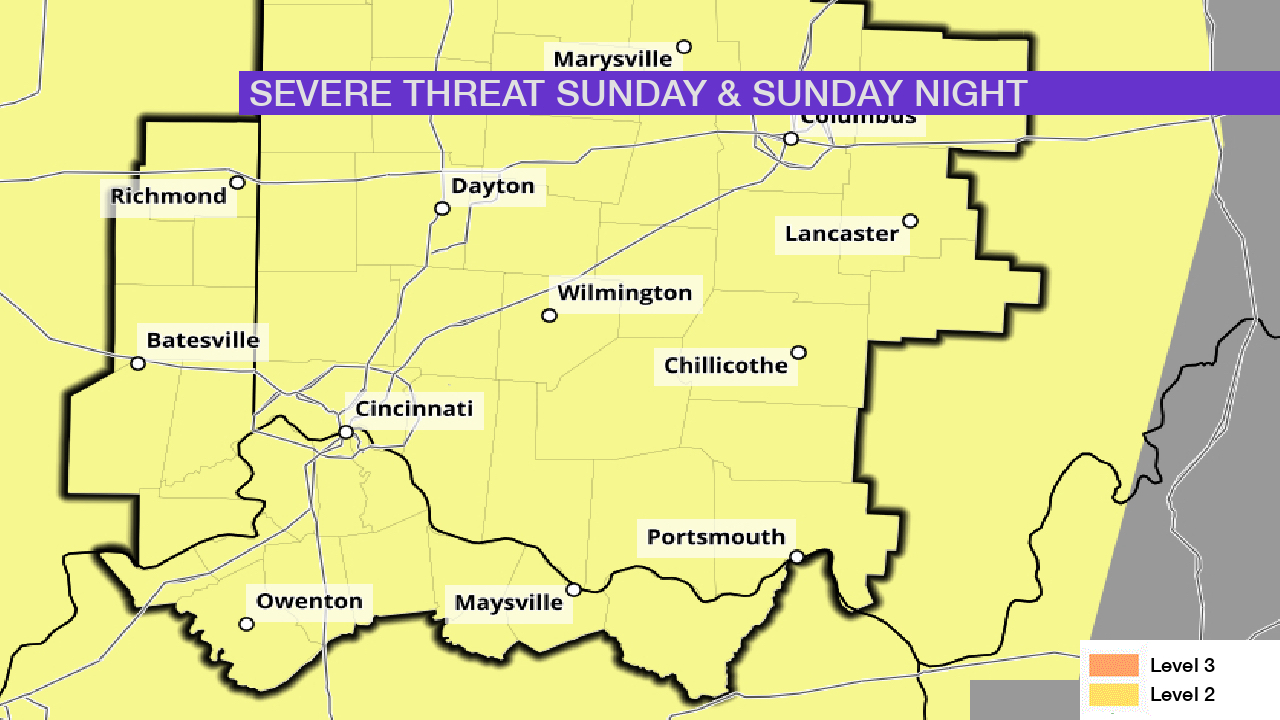 Marysville
SEVERE THREAT SUNDAY & SUNDAY NIGHT
Columbus
Richmond
Dayton
Lancaster
Wilmington
Batesville
Chillicothe
Cincinnati
Portsmouth
Owenton
Maysville
Level 3
Level 2